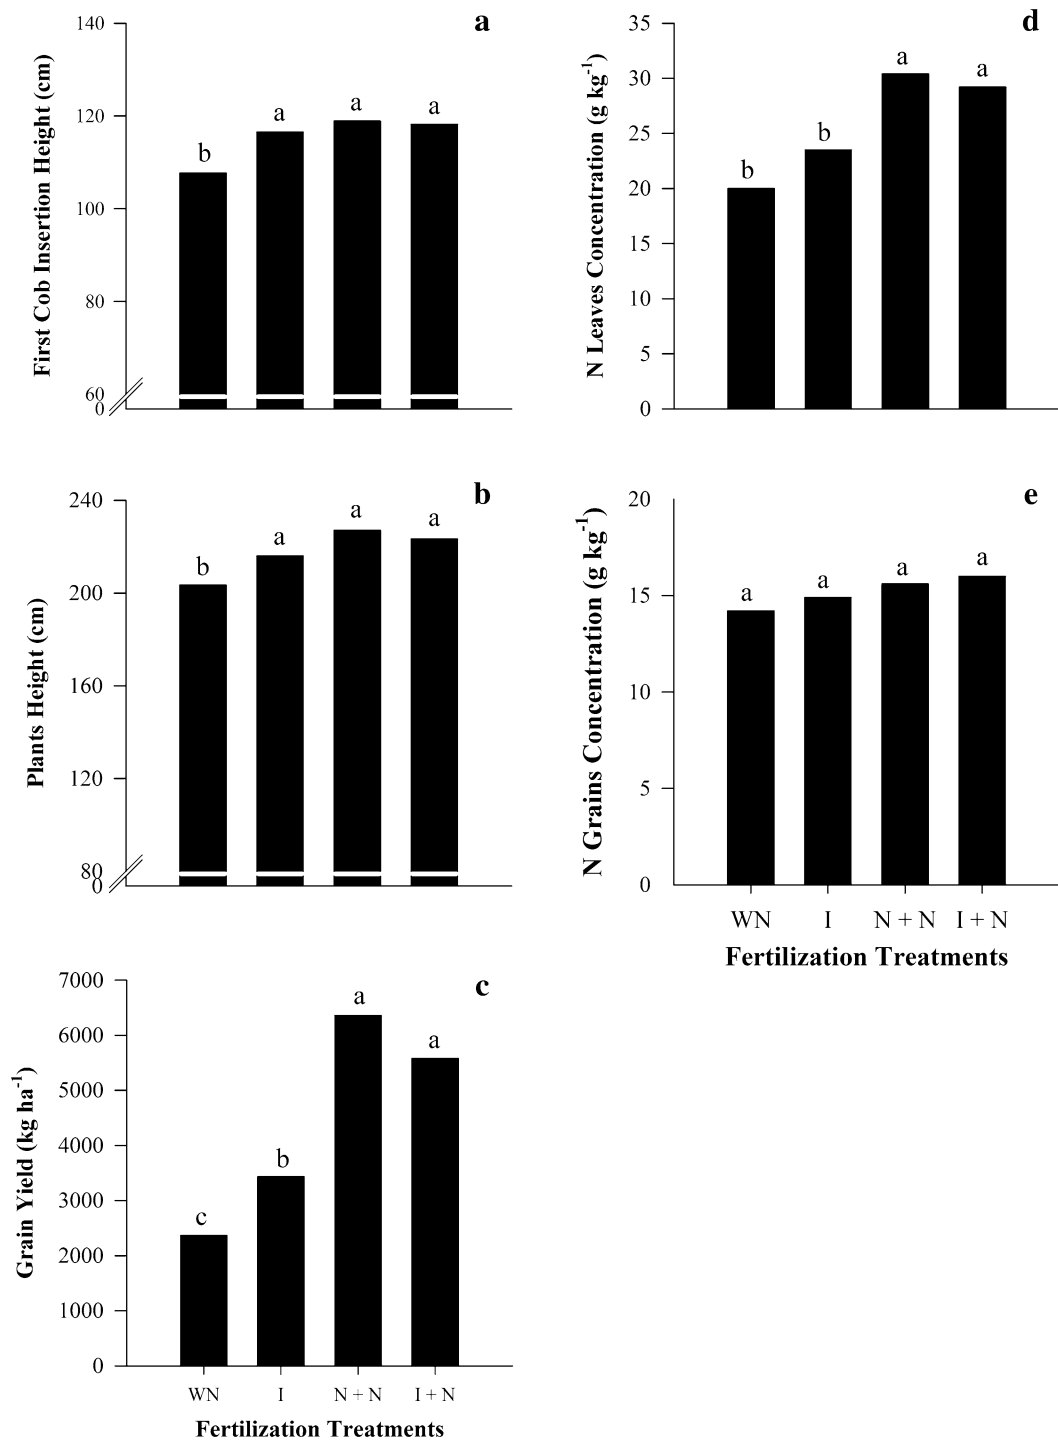 a
First Cob Insertion Height (cm)
140
120
100
80
60
0
b
a
a
a
b
Plants Height (cm)
240
200
160
120
80
0
b
a
a
a
c
Grain Yield (kg ha⁻¹)
7000
6000
5000
4000
3000
2000
1000
0
c
b
a
a
WN I N + N I + N
Fertilization Treatments
d
N Leaves Concentration (g kg⁻¹)
35
30
25
20
15
10
5
0
b
b
a
a
e
N Grains Concentration (g kg⁻¹)
20
15
10
5
0
a
a
a
a
WN I N + N I + N
Fertilization Treatments